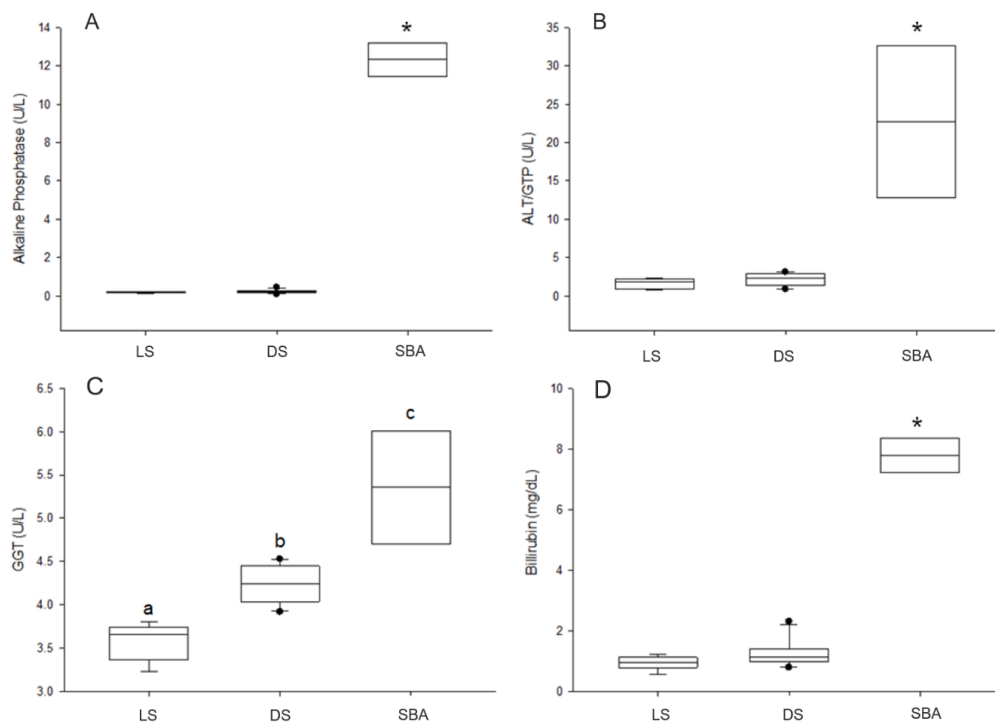 A
Alkaline Phosphatase (U/L)
14
12
10
8
6
4
2
0
*
LS DS SBA
B
ALT/GTP (U/L)
35
30
25
20
15
10
5
0
*
LS DS SBA
C
GGT (U/L)
6.5
6.0
5.5
5.0
4.5
4.0
3.5
3.0
a
b
c
LS DS SBA
D
Billirubin (mg/dL)
10
8
6
4
2
0
*
LS DS SBA